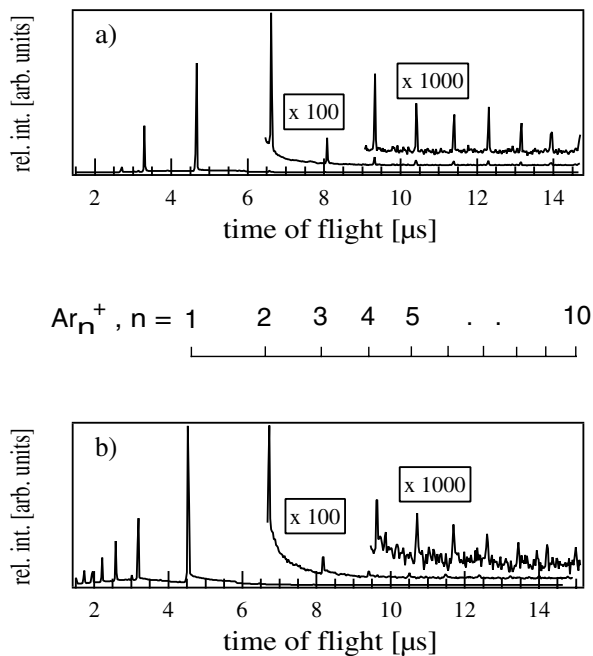 a)
rel. int. [arb. units]
x 100
x 1000
2 4 6 8 10 12 14
time of flight [µs]
Arn+ , n = 1 2 3 4 5 . . 10
b)
rel. int. [arb. units]
x 100
x 1000
2 4 6 8 10 12 14
time of flight [µs]